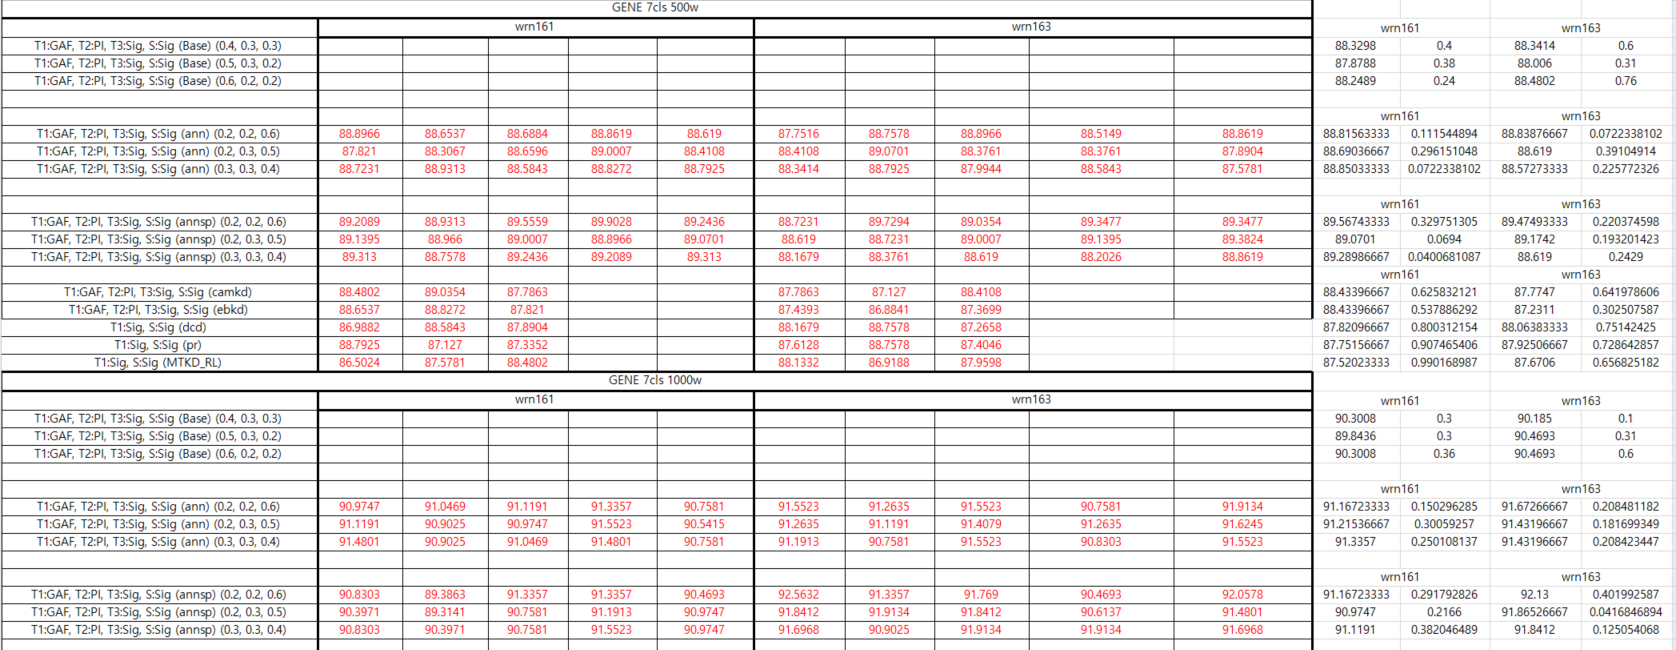 GENE 7cls 500w
wrn161 wrn163 wrn161 wrn163
T1:GAF, T2:PI, T3:Sig, S:Sig (Base) (0.4, 0.3, 0.3) 88.3298 0.4 88.3414 0.6
T1:GAF, T2:PI, T3:Sig, S:Sig (Base) (0.5, 0.3, 0.2) 87.8788 0.38 88.006 0.31
T1:GAF, T2:PI, T3:Sig, S:Sig (Base) (0.6, 0.2, 0.2) 88.2489 0.24 88.4802 0.76
wrn161 wrn163
T1:GAF, T2:PI, T3:Sig, S:Sig (ann) (0.2, 0.2, 0.6) 88.8966 88.6537 88.6884 88.8619 88.619 87.7516 88.7578 88.8966 88.5149 88.8619 88.81563333 0.111544894 88.83876667 0.0722338102
T1:GAF, T2:PI, T3:Sig, S:Sig (ann) (0.2, 0.3, 0.5) 87.821 88.3067 88.6596 89.0007 88.4108 88.4108 89.0701 88.3761 88.3761 87.8904 88.69036667 0.296151048 88.619 0.39104914
T1:GAF, T2:PI, T3:Sig, S:Sig (ann) (0.3, 0.3, 0.4) 88.7231 88.9313 88.5843 88.8272 88.7925 88.3414 88.7925 87.9944 88.5843 87.5781 88.85033333 0.0722338102 88.57273333 0.225772326
wrn161 wrn163
T1:GAF, T2:PI, T3:Sig, S:Sig (annsp) (0.2, 0.2, 0.6) 89.2089 88.9313 89.5559 89.9028 89.2436 88.7231 89.7294 89.0354 89.3477 89.3477 89.56743333 0.329751305 89.47493333 0.220374598
T1:GAF, T2:PI, T3:Sig, S:Sig (annsp) (0.2, 0.3, 0.5) 89.1395 88.966 89.0007 88.8966 89.0701 88.619 88.7231 89.0007 89.1395 89.3824 89.0701 0.0694 89.1742 0.193201423
T1:GAF, T2:PI, T3:Sig, S:Sig (annsp) (0.3, 0.3, 0.4) 89.313 88.7578 89.2436 89.2089 89.313 88.1679 88.3761 88.619 88.2026 88.8619 89.28986667 0.0400681087 88.619 0.2429
wrn161 wrn163
T1:GAF, T2:PI, T3:Sig, S:Sig (camkd) 88.4802 89.0354 87.7863 87.7863 87.127 88.4108 88.43396667 0.625832121 87.7747 0.641978606
T1:GAF, T2:PI, T3:Sig, S:Sig (ebkd) 88.6537 88.8272 87.821 87.4393 86.8841 87.3699 88.43396667 0.537886292 87.2311 0.302507587
T1:Sig, S:Sig (dcd) 86.9882 88.5843 87.8904 88.1679 88.7578 87.2658 87.82096667 0.800312154 88.06383333 0.75142425
T1:Sig, S:Sig (pr) 88.7925 87.127 87.3352 87.6128 88.7578 87.4046 87.75156667 0.907465406 87.92506667 0.728642857
T1:Sig, S:Sig (MTKD_RL) 86.5024 87.5781 88.4802 88.1332 86.9188 87.9598 87.52023333 0.990168987 87.6706 0.656825182
GENE 7cls 1000w
wrn161 wrn163 wrn161 wrn163
T1:GAF, T2:PI, T3:Sig, S:Sig (Base) (0.4, 0.3, 0.3) 90.3008 0.3 90.185 0.1
T1:GAF, T2:PI, T3:Sig, S:Sig (Base) (0.5, 0.3, 0.2) 89.8436 0.3 90.4693 0.31
T1:GAF, T2:PI, T3:Sig, S:Sig (Base) (0.6, 0.2, 0.2) 90.3008 0.36 90.4693 0.6
wrn161 wrn163
T1:GAF, T2:PI, T3:Sig, S:Sig (ann) (0.2, 0.2, 0.6) 90.9747 91.0469 91.1191 91.3357 90.7581 91.5523 91.2635 91.5523 90.7581 91.9134 91.16723333 0.150296285 91.67266667 0.208481182
T1:GAF, T2:PI, T3:Sig, S:Sig (ann) (0.2, 0.3, 0.5) 91.1191 90.9025 90.9747 91.5523 90.5415 91.2635 91.1191 91.4079 91.2635 91.6245 91.21536667 0.30059257 91.43196667 0.181699349
T1:GAF, T2:PI, T3:Sig, S:Sig (ann) (0.3, 0.3, 0.4) 91.4801 90.9025 91.0469 91.4801 90.7581 91.1913 90.7581 91.5523 90.8303 91.5523 91.3357 0.250108137 91.43196667 0.208423447
wrn161 wrn163
T1:GAF, T2:PI, T3:Sig, S:Sig (annsp) (0.2, 0.2, 0.6) 90.8303 89.3863 91.3357 91.3357 90.4693 92.5632 91.3357 91.769 90.4693 92.0578 91.16723333 0.291792826 92.13 0.401992587
T1:GAF, T2:PI, T3:Sig, S:Sig (annsp) (0.2, 0.3, 0.5) 90.3971 89.3141 90.7581 91.1913 90.9747 91.8412 91.9134 91.8412 90.6137 91.4801 90.9747 0.2166 91.86526667 0.0416846894
T1:GAF, T2:PI, T3:Sig, S:Sig (annsp) (0.3, 0.3, 0.4) 90.8303 90.3971 90.7581 91.5523 90.9747 91.6968 90.9025 91.9134 91.9134 91.6968 91.1191 0.382046489 91.8412 0.125054068